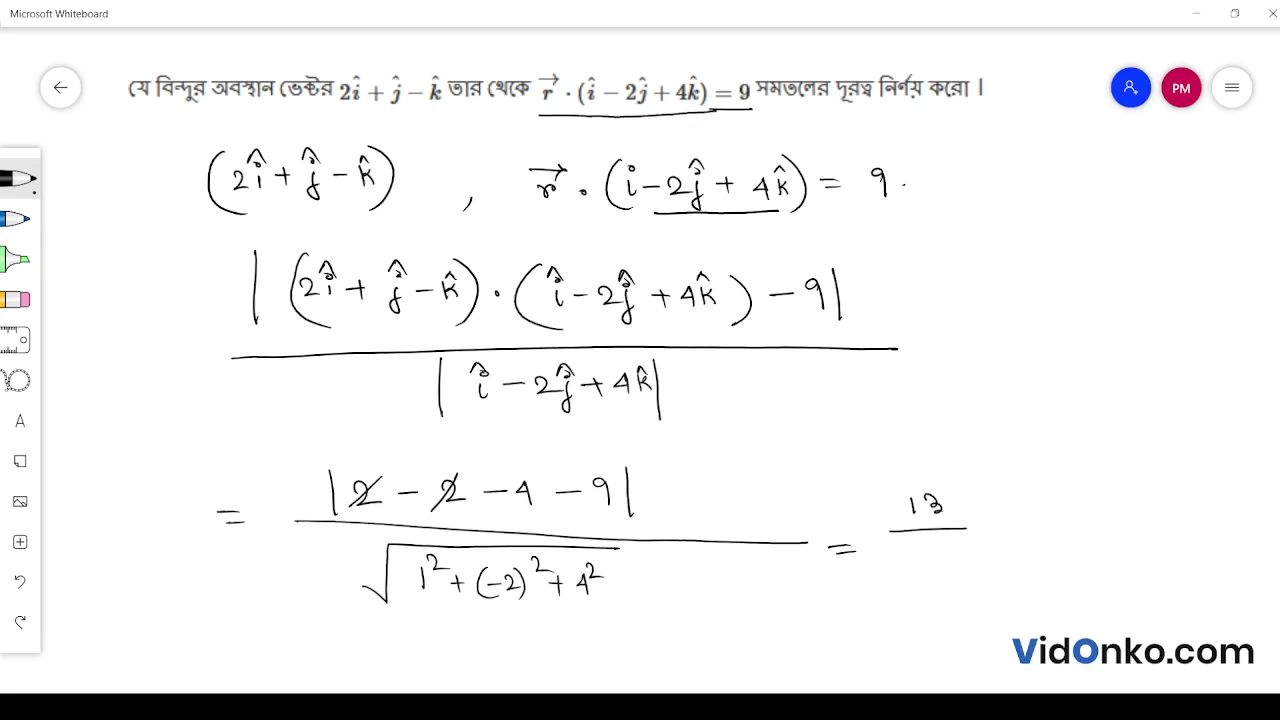 Microsoft Whiteboard
যে বিন্দুর অবস্থান ভেক্টর 2î + ĵ − k̂ তার থেকে r⃗ · (î − 2ĵ + 4k̂) = 9 সমতলের দূরত্ব নির্ণয় করো ।
PM
(2î + ĵ − k̂) , r⃗ · (i − 2ĵ + 4k̂) = 9 .
| (2î + ĵ − k̂) · (î − 2ĵ + 4k̂) − 9 |
| î − 2ĵ + 4k̂ |
= | 2 − 2 − 4 − 9 | = 13
√ 1² + (−2)² + 4²
A
VidOnko.com